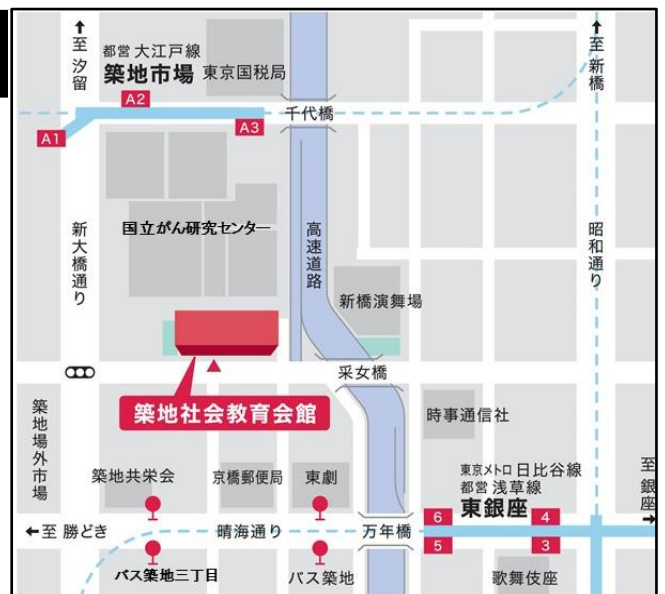 ↑至 汐留
都営 大江戸線
築地市場
東京国税局
↑至 新橋
A2
A1
A3
千代橋
国立がん研究センター
新大橋通り
高速道路
昭和通り
新橋演舞場
采女橋
築地社会教育会館
築地場外市場
時事通信社
築地共栄会
京橋郵便局
東劇
東京メトロ 日比谷線
都営 浅草線
東銀座
至 銀座→
6
4
←至 勝どき
晴海通り
万年橋
5
3
バス築地三丁目
バス築地
歌舞伎座